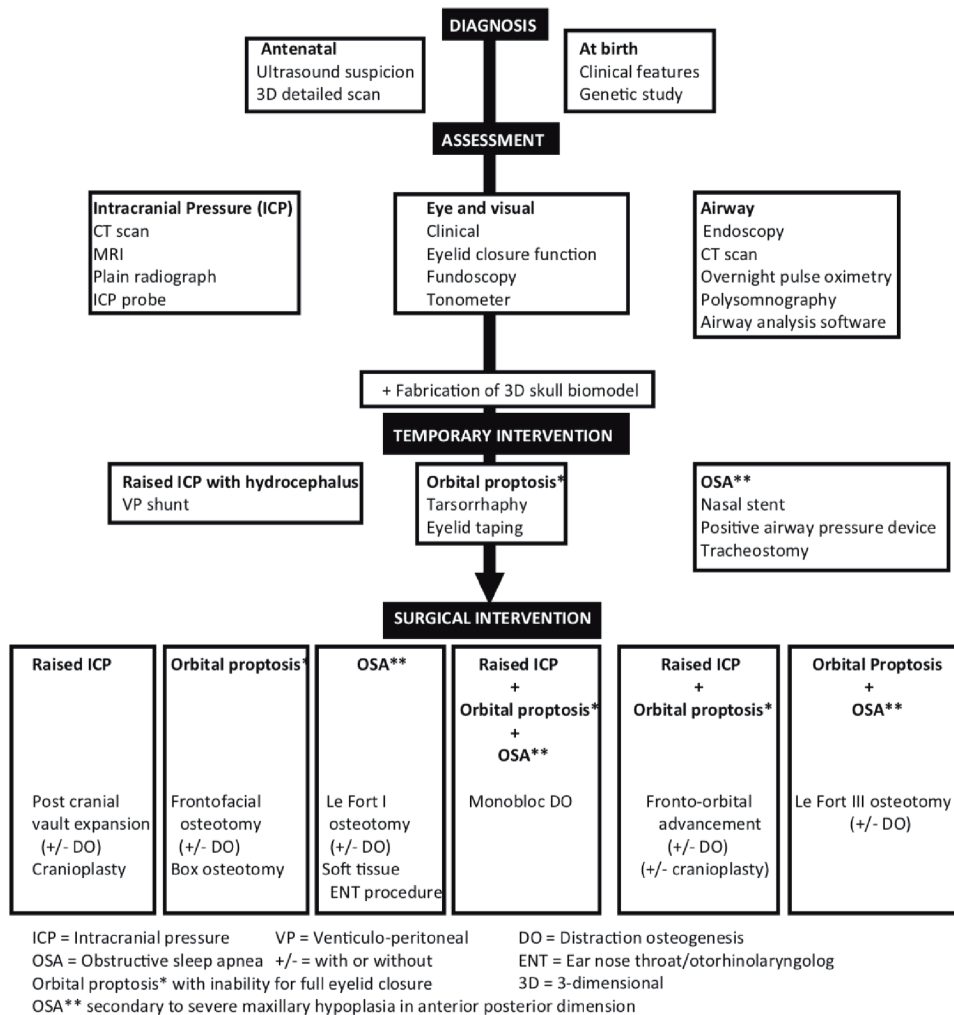 DIAGNOSIS
Antenatal
Ultrasound suspicion
3D detailed scan
At birth
Clinical features
Genetic study
ASSESSMENT
Intracranial Pressure (ICP)
CT scan
MRI
Plain radiograph
ICP probe
Eye and visual
Clinical
Eyelid closure function
Fundoscopy
Tonometer
Airway
Endoscopy
CT scan
Overnight pulse oximetry
Polysomnography
Airway analysis software
+ Fabrication of 3D skull biomodel
TEMPORARY INTERVENTION
Raised ICP with hydrocephalus
VP shunt
Orbital proptosis*
Tarsorrhaphy
Eyelid taping
OSA**
Nasal stent
Positive airway pressure device
Tracheostomy
SURGICAL INTERVENTION
Raised ICP
Post cranial
vault expansion
(+/- DO)
Cranioplasty
Orbital proptosis*
Frontofacial
osteotomy
(+/- DO)
Box osteotomy
OSA**
Le Fort I
osteotomy
(+/- DO)
Soft tissue
ENT procedure
Raised ICP
+
Orbital proptosis*
+
OSA**
Monobloc DO
Raised ICP
+
Orbital proptosis*
Fronto-orbital
advancement
(+/- DO)
(+/- cranioplasty)
Orbital Proptosis
+
OSA**
Le Fort III osteotomy
(+/- DO)
ICP = Intracranial pressure VP = Venticulo-peritoneal DO = Distraction osteogenesis
OSA = Obstructive sleep apnea +/- = with or without ENT = Ear nose throat/otorhinolaryngolog
Orbital proptosis* with inability for full eyelid closure 3D = 3-dimensional
OSA** secondary to severe maxillary hypoplasia in anterior posterior dimension